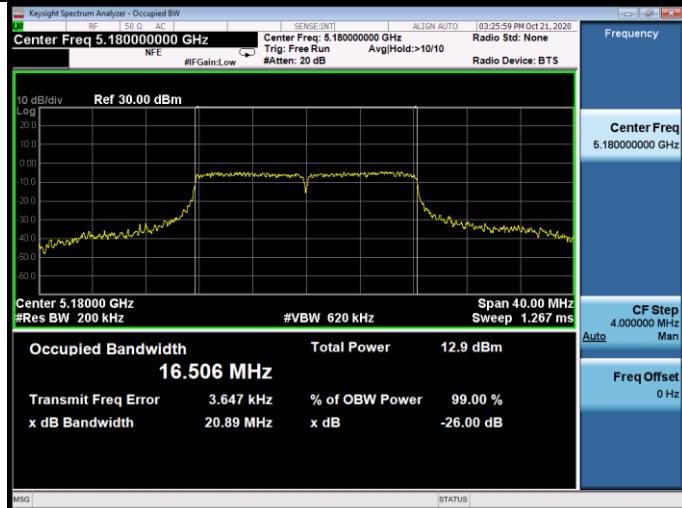 Keysight Spectrum Analyzer - Occupied BW
RF 50 Ω AC SENSE:INT ALIGN AUTO 03:25:59 PM Oct 21, 2020
Center Freq 5.180000000 GHz
NFE
#IFGain:Low
Center Freq: 5.180000000 GHz
Trig: Free Run Avg|Hold:>10/10
#Atten: 20 dB
Radio Std: None
Radio Device: BTS
10 dB/div Ref 30.00 dBm
Log
20.0
10.0
0.00
-10.0
-20.0
-30.0
-40.0
-50.0
-60.0
Center 5.18000 GHz Span 40.00 MHz
#Res BW 200 kHz #VBW 620 kHz Sweep 1.267 ms
Occupied Bandwidth Total Power 12.9 dBm
16.506 MHz
Transmit Freq Error 3.647 kHz % of OBW Power 99.00 %
x dB Bandwidth 20.89 MHz x dB -26.00 dB
MSG STATUS
Frequency
Center Freq
5.180000000 GHz
CF Step
4.000000 MHz
Auto Man
Freq Offset
0 Hz